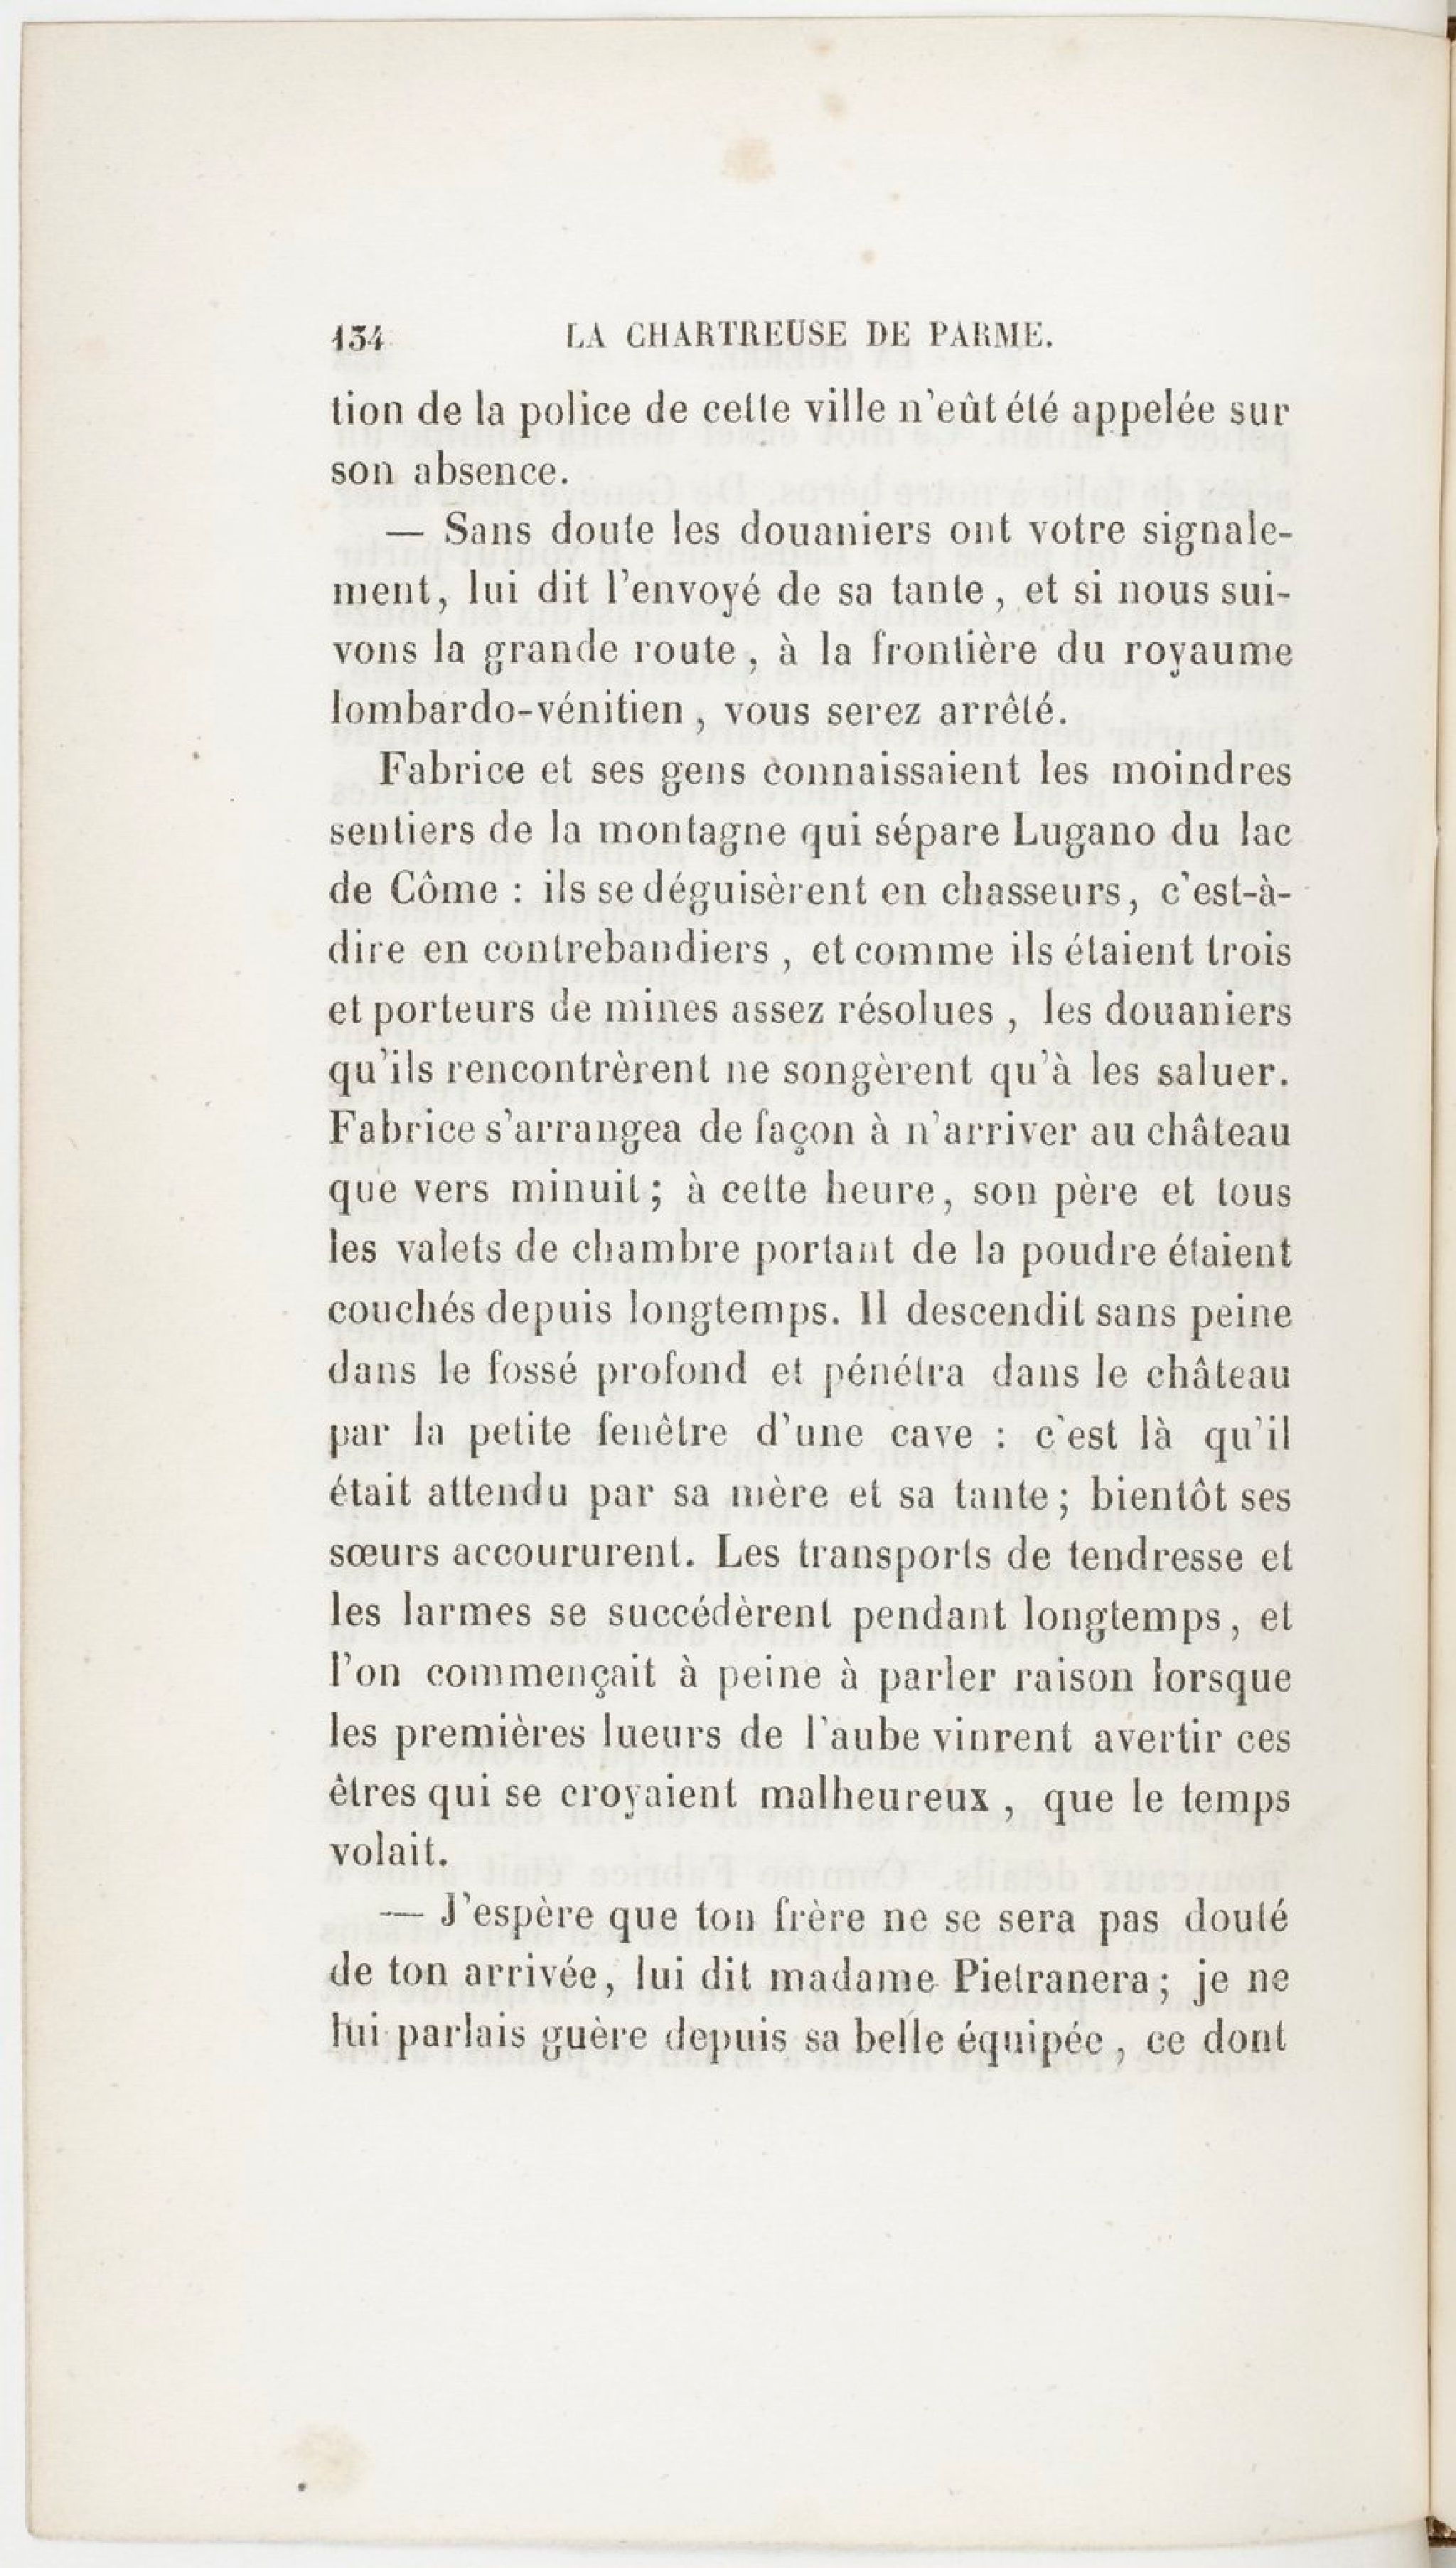 134 LA CHARTREUSE DE PARME.
tion de la police de cette ville n'eût été appelée sur
son absence.
— Sans doute les douaniers ont votre signale-
ment, lui dit l'envoyé de sa tante, et si nous sui-
vons la grande route, à la frontière du royaume
lombardo-vénitien, vous serez arrêté.
Fabrice et ses gens connaissaient les moindres
sentiers de la montagne qui sépare Lugano du lac
de Côme : ils se déguisèrent en chasseurs, c'est-à-
dire en contrebandiers, et comme ils étaient trois
et porteurs de mines assez résolues, les douaniers
qu'ils rencontrèrent ne songèrent qu'à les saluer.
Fabrice s'arrangea de façon à n'arriver au château
que vers minuit; à cette heure, son père et tous
les valets de chambre portant de la poudre étaient
couchés depuis longtemps. Il descendit sans peine
dans le fossé profond et pénétra dans le château
par la petite fenêtre d'une cave : c'est là qu'il
était attendu par sa mère et sa tante; bientôt ses
sœurs accoururent. Les transports de tendresse et
les larmes se succédèrent pendant longtemps, et
l'on commençait à peine à parler raison lorsque
les premières lueurs de l'aube vinrent avertir ces
êtres qui se croyaient malheureux, que le temps
volait.
— J'espère que ton frère ne se sera pas douté
de ton arrivée, lui dit madame Pietranera; je ne
lui parlais guère depuis sa belle équipée, ce dont